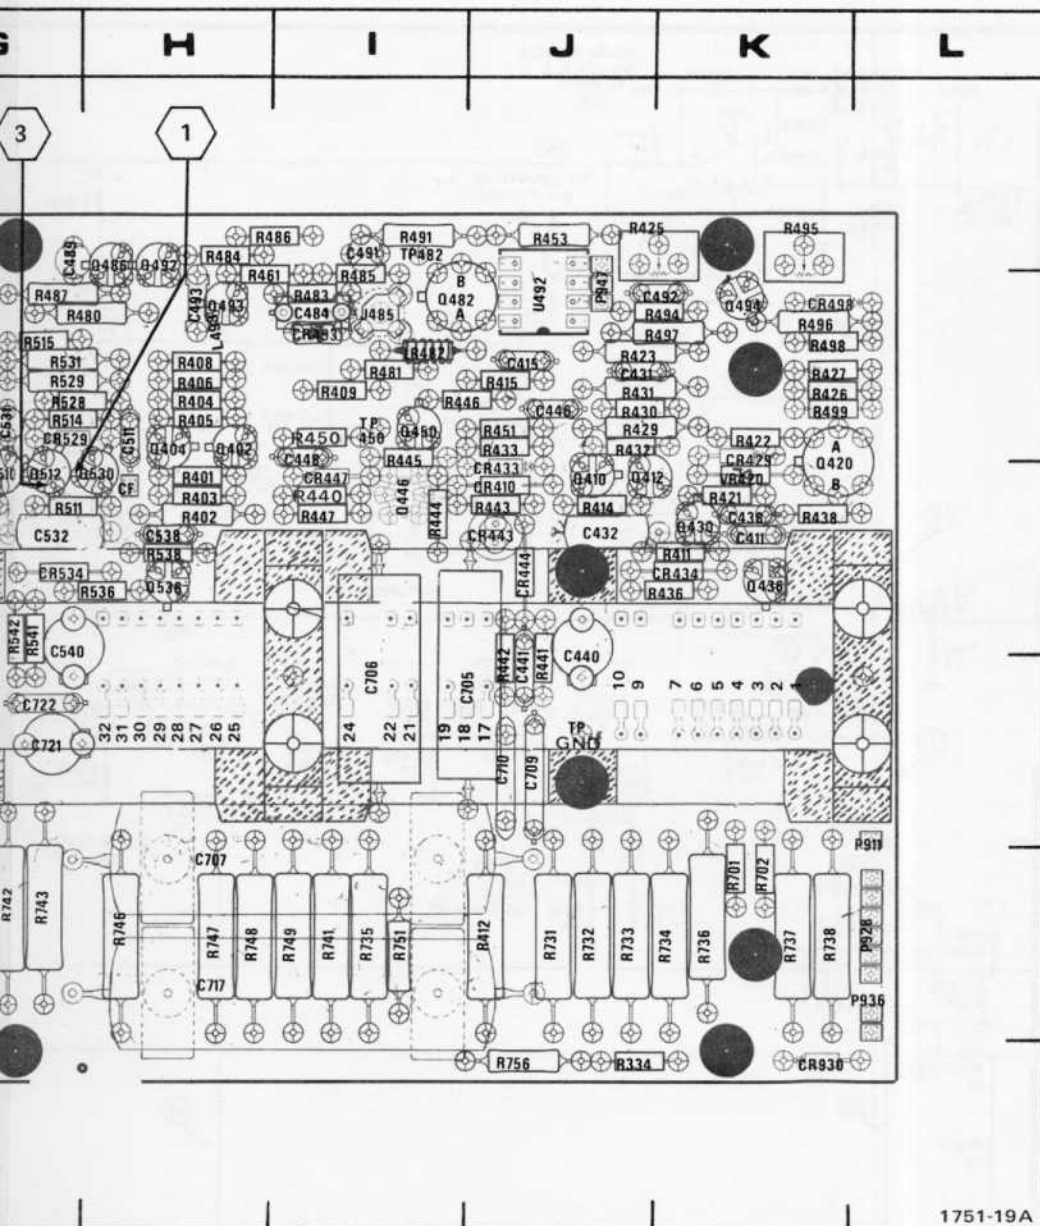 H I J K L
3 1
R486 R491 R453 R425 R495
C489 Q486 Q492 R484 C491 TP482
R487 R461 R485 B Q482 A U492 P947 C492 Q494 CR498
R480 C493 Q493 R483 C484 J485 R494 R496
R515 R497 R498
R531 R408 CR482 C415 R423
R529 R406 R481 R415 C431 R427
R528 R404 R409 R446 R431 R426
R514 R405 C446 R430 R499
CR529 C511 Q404 Q402 R450 TP 450 Q450 R451 R429 R422 A Q420 B
Q512 Q530 C448 R445 R433 R432 CR429
R401 CR447 CR433 Q410 Q412 VR420
R403 R440 Q446 CR410 R421
R511 R402 R447 R444 R443 R414 Q430 C438 R438
C532 C538 CR443 C432 C411
R538 R411
CR534 Q536 CR444 CR434 Q436
R536 R436
R542 R541 C540 C706 C705 R442 C441 R441 C440
C722
C721 32 31 30 29 28 27 26 25 24 22 21 19 18 17 10 9 7 6 5 4 3 2 1
TP GND
C710 C709
P911
C707 R701 R702
R742 R743 R746 R747 R748 R749 R741 R735 R751 R412 R731 R732 R733 R734 R736 R737 R738 P928
C717 P936
R756 R334 CR930
1751-19A